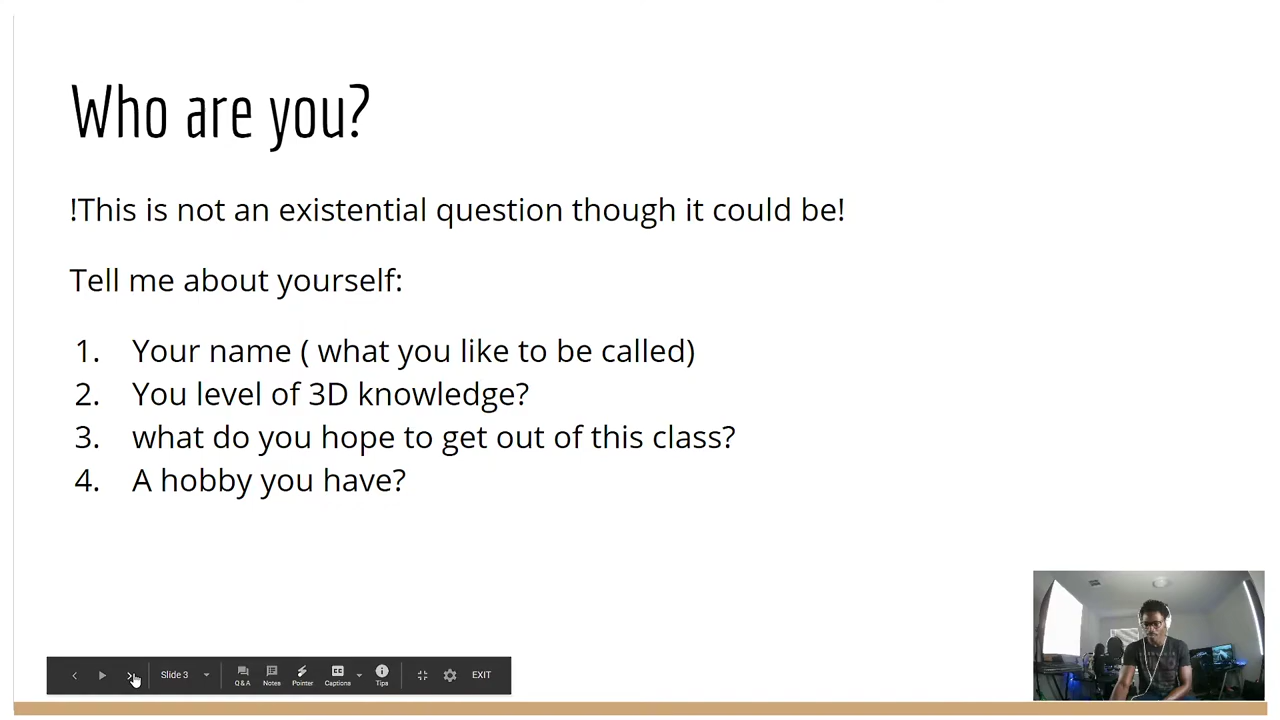 Who are you?
!This is not an existential question though it could be!
Tell me about yourself:
1. Your name ( what you like to be called)
2. You level of 3D knowledge?
3. what do you hope to get out of this class?
4. A hobby you have?
Slide 3 Q&A Notes Pointer Captions Tips EXIT